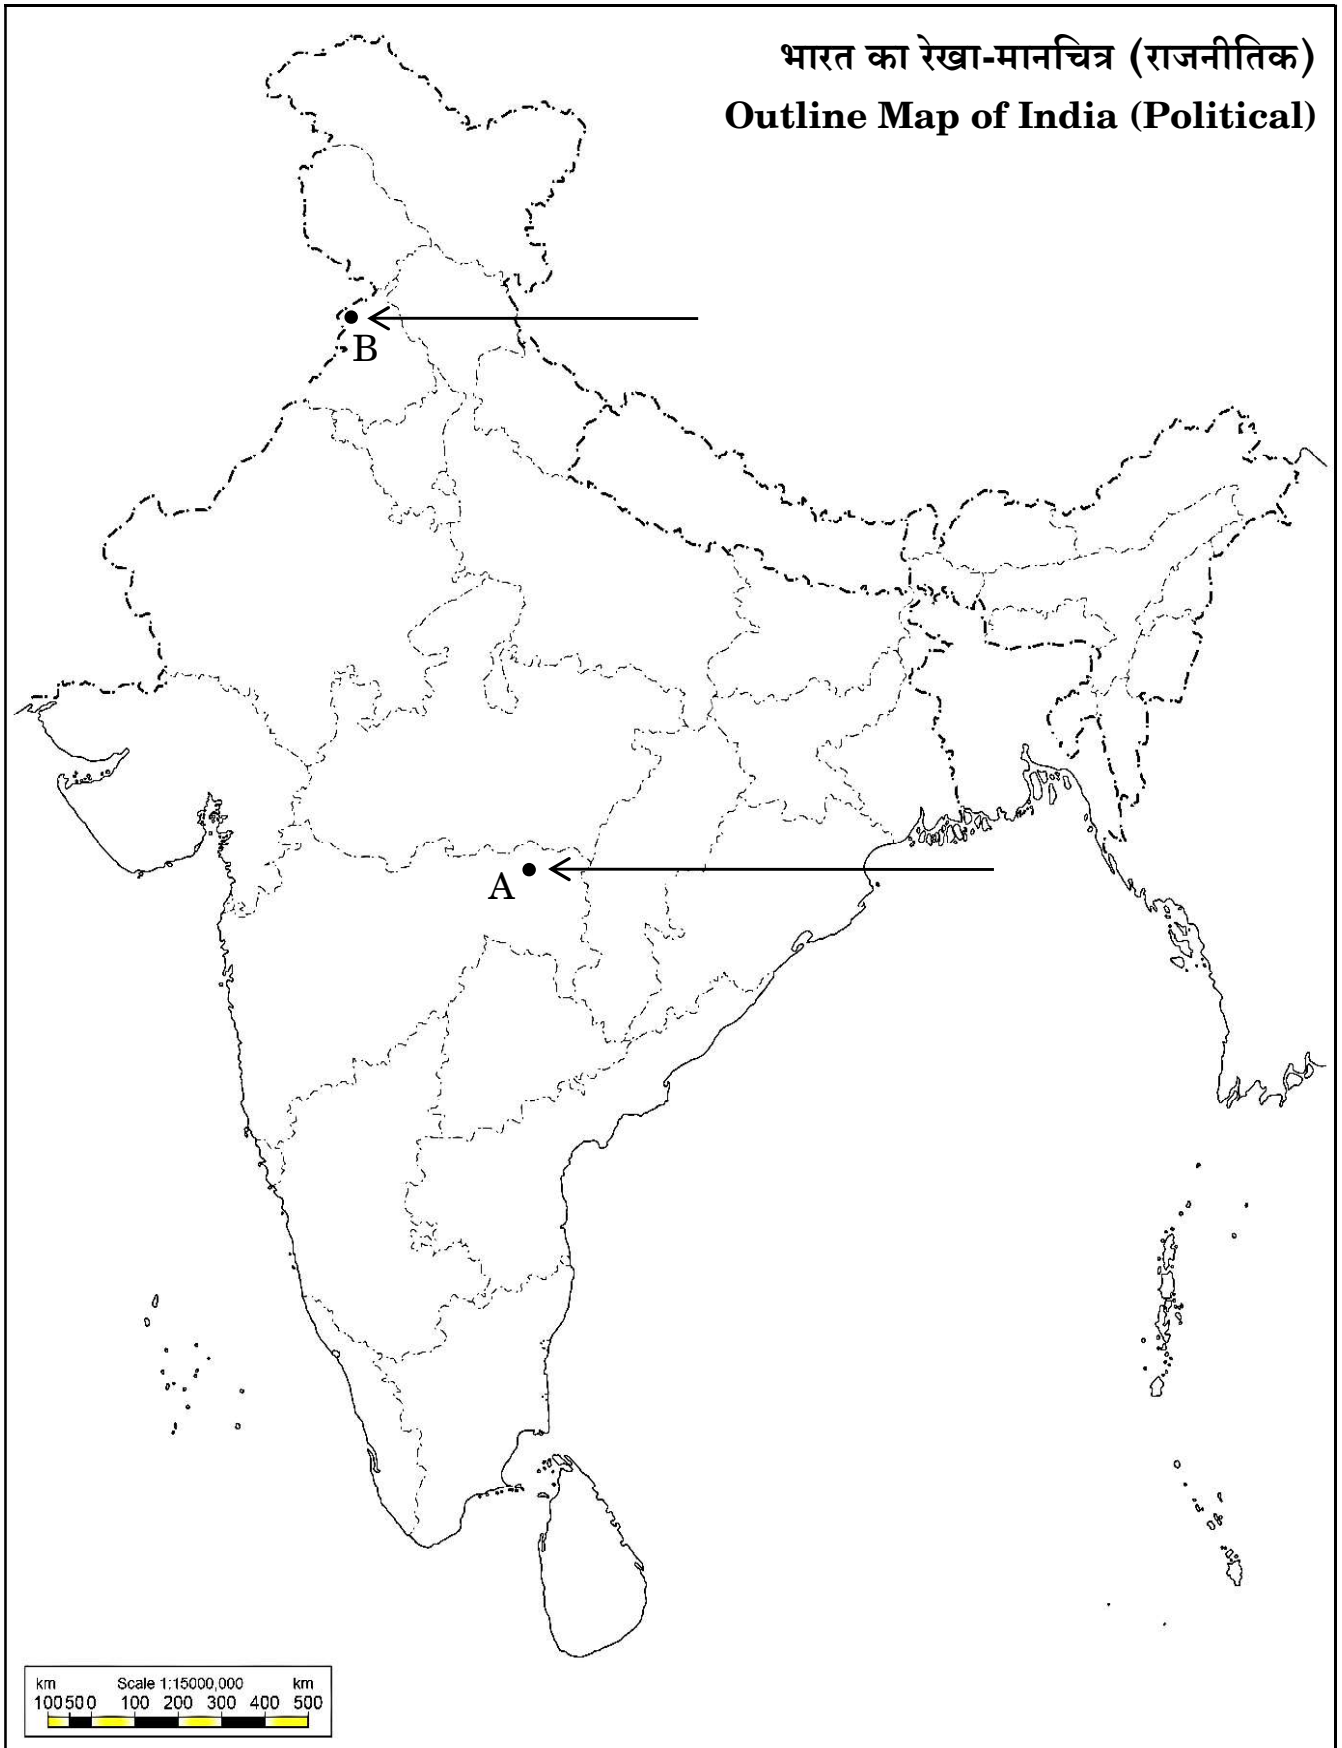 भारत का रेखा-मानचित्र (राजनीतिक)
Outline Map of India (Political)
B
A
km Scale 1:15000,000 km
100 50 0 100 200 300 400 500